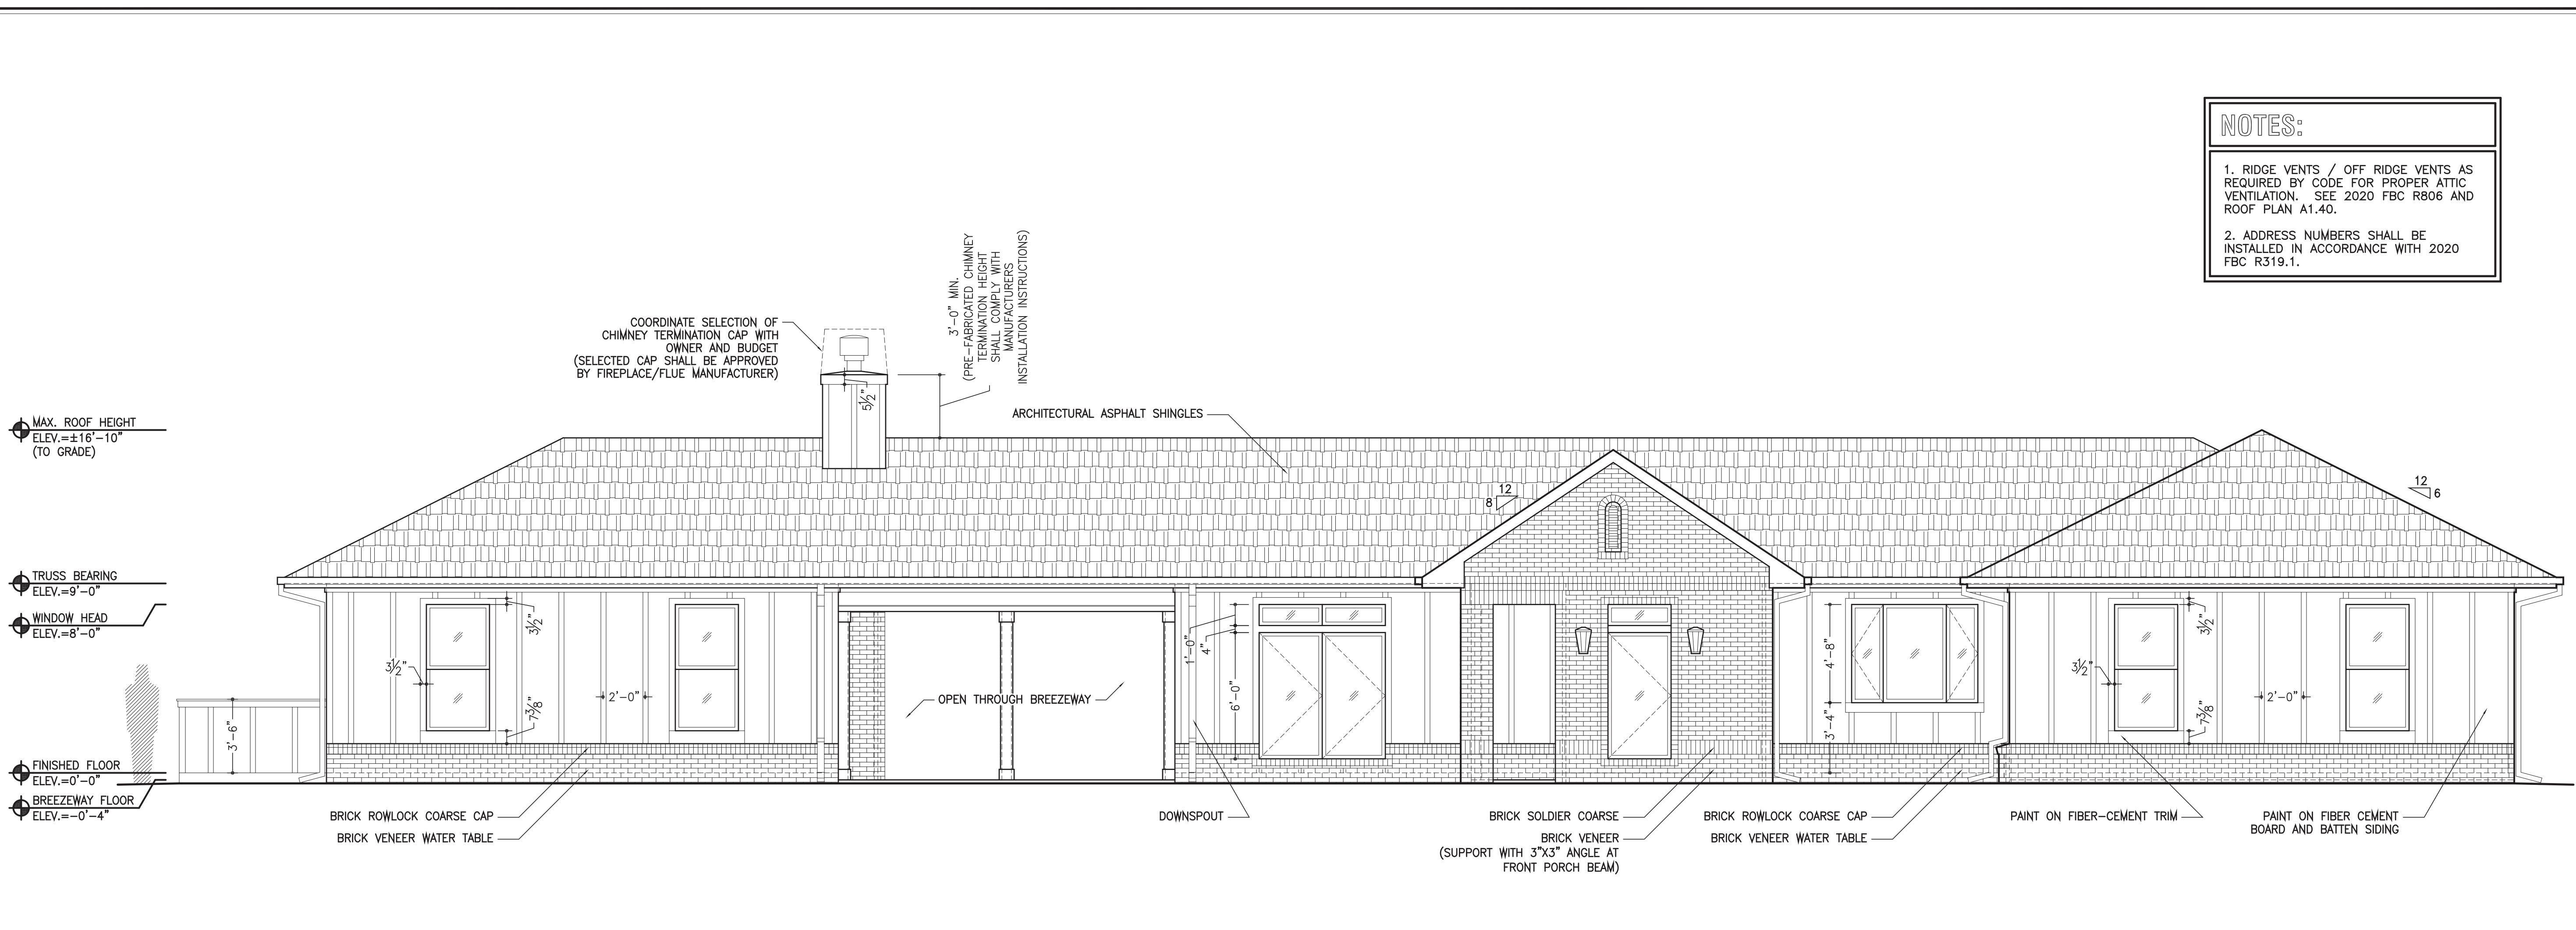 NOTES:
1. RIDGE VENTS / OFF RIDGE VENTS AS
REQUIRED BY CODE FOR PROPER ATTIC
VENTILATION. SEE 2020 FBC R806 AND
ROOF PLAN A1.40.
2. ADDRESS NUMBERS SHALL BE
INSTALLED IN ACCORDANCE WITH 2020
FBC R319.1.
3'-0" MIN.
(PRE-FABRICATED CHIMNEY
TERMINATION HEIGHT
SHALL COMPLY WITH
MANUFACTURERS
INSTALLATION INSTRUCTIONS)
COORDINATE SELECTION OF
CHIMNEY TERMINATION CAP WITH
OWNER AND BUDGET
(SELECTED CAP SHALL BE APPROVED
BY FIREPLACE/FLUE MANUFACTURER)
5½"
ARCHITECTURAL ASPHALT SHINGLES
MAX. ROOF HEIGHT
ELEV.=±16'-10"
(TO GRADE)
12
8
12
6
TRUSS BEARING
ELEV.=9'-0"
WINDOW HEAD
ELEV.=8'-0"
FINISHED FLOOR
ELEV.=0'-0"
BREEZEWAY FLOOR
ELEV.=-0'-4"
3'-6"
3½"
3½"
7⅜"
2'-0"
OPEN THROUGH BREEZEWAY
1'-0"
4"
6'-0"
4'-8"
3'-4"
3½"
3½"
7⅜"
2'-0"
BRICK ROWLOCK COARSE CAP
BRICK VENEER WATER TABLE
DOWNSPOUT
BRICK SOLDIER COARSE
BRICK VENEER
(SUPPORT WITH 3"X3" ANGLE AT
FRONT PORCH BEAM)
BRICK ROWLOCK COARSE CAP
BRICK VENEER WATER TABLE
PAINT ON FIBER-CEMENT TRIM
PAINT ON FIBER CEMENT
BOARD AND BATTEN SIDING